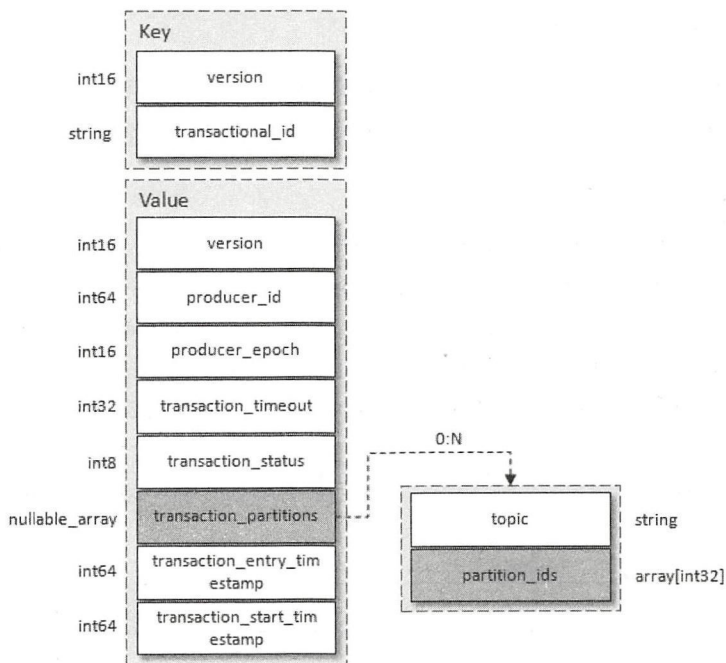 Key
int16 version
string transactional_id
Value
int16 version
int64 producer_id
int16 producer_epoch
int32 transaction_timeout
0:N
int8 transaction_status
nullable_array transaction_partitions
topic string
int64 transaction_entry_tim
estamp
partition_ids array[int32]
int64 transaction_start_tim
estamp